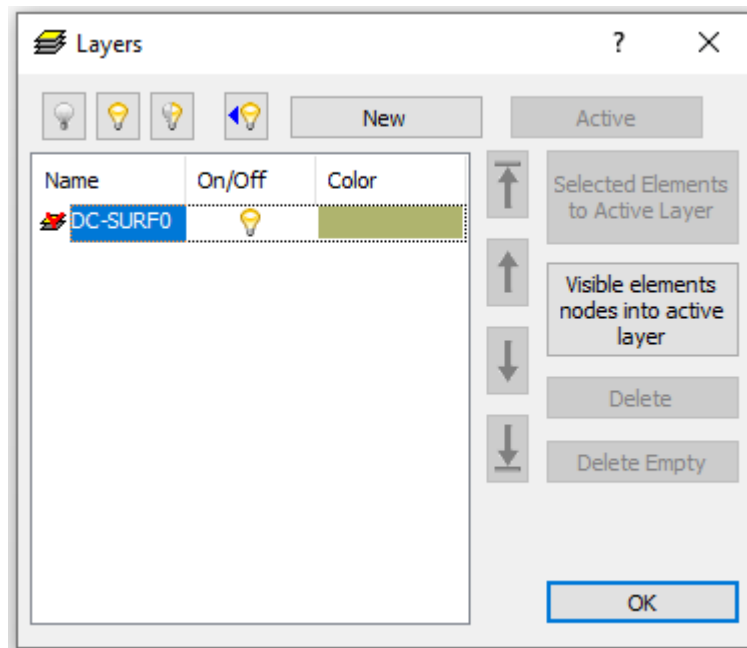 Layers
?
New
Active
Name On/Off Color
DC-SURF0
Selected Elements
to Active Layer
Visible elements
nodes into active
layer
Delete
Delete Empty
OK